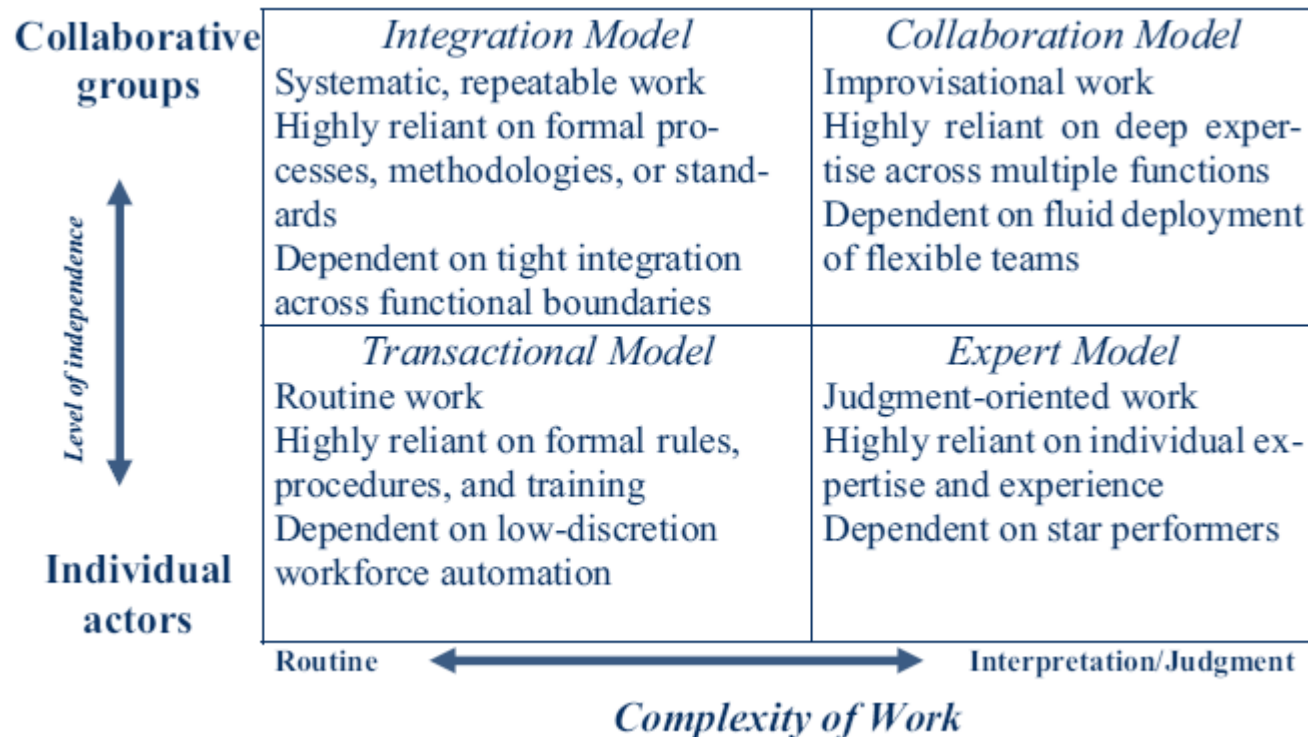 Collaborative
groups
Level of independence
Individual
actors
Integration Model
Systematic, repeatable work
Highly reliant on formal pro-
cesses, methodologies, or stand-
ards
Dependent on tight integration
across functional boundaries
Collaboration Model
Improvisational work
Highly reliant on deep exper-
tise across multiple functions
Dependent on fluid deployment
of flexible teams
Transactional Model
Routine work
Highly reliant on formal rules,
procedures, and training
Dependent on low-discretion
workforce automation
Expert Model
Judgment-oriented work
Highly reliant on individual ex-
pertise and experience
Dependent on star performers
Routine
Interpretation/Judgment
Complexity of Work